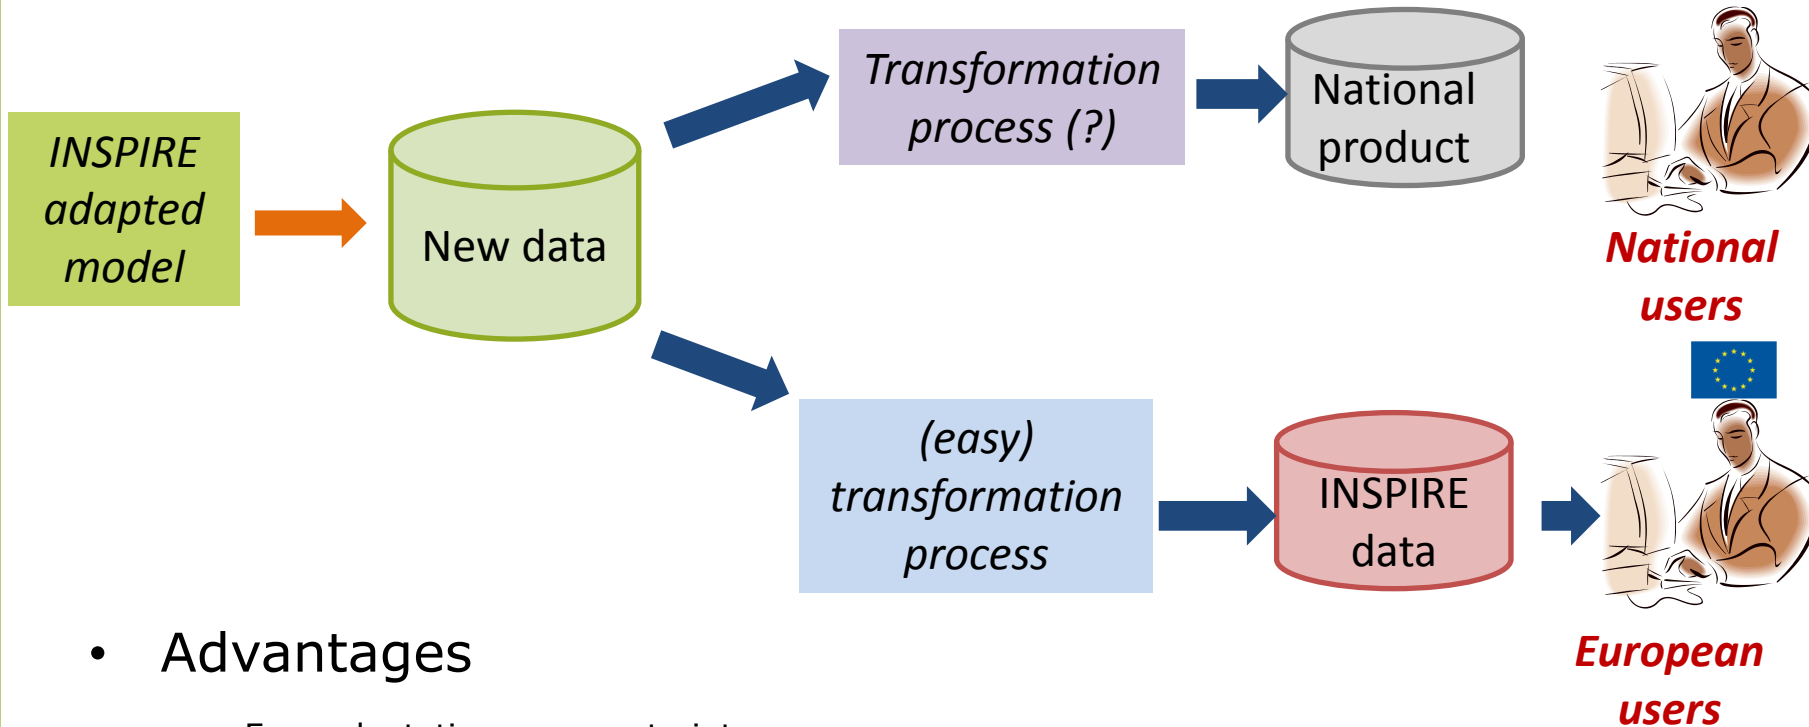 INSPIRE
adapted
model
New data
Transformation
process (?)
National
product
National
users
(easy)
transformation
process
INSPIRE
data
European
users
• Advantages